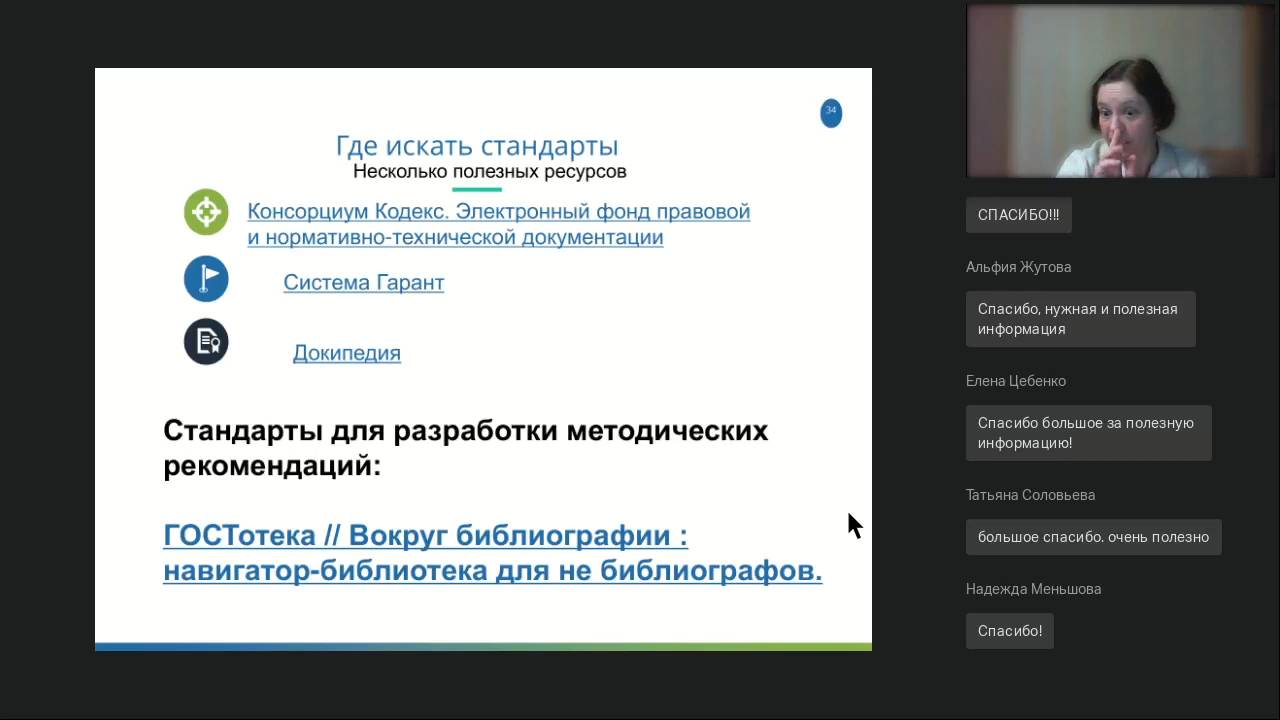 34
Где искать стандарты
Несколько полезных ресурсов
Консорциум Кодекс. Электронный фонд правовой
и нормативно-технической документации
Система Гарант
Докипедия
Стандарты для разработки методических
рекомендаций:
ГОСТотека // Вокруг библиографии :
навигатор-библиотека для не библиографов.
СПАСИБО!!!
Альфия Жутова
Спасибо, нужная и полезная
информация
Елена Цебенко
Спасибо большое за полезную
информацию!
Татьяна Соловьева
большое спасибо. очень полезно
Надежда Меньшова
Спасибо!